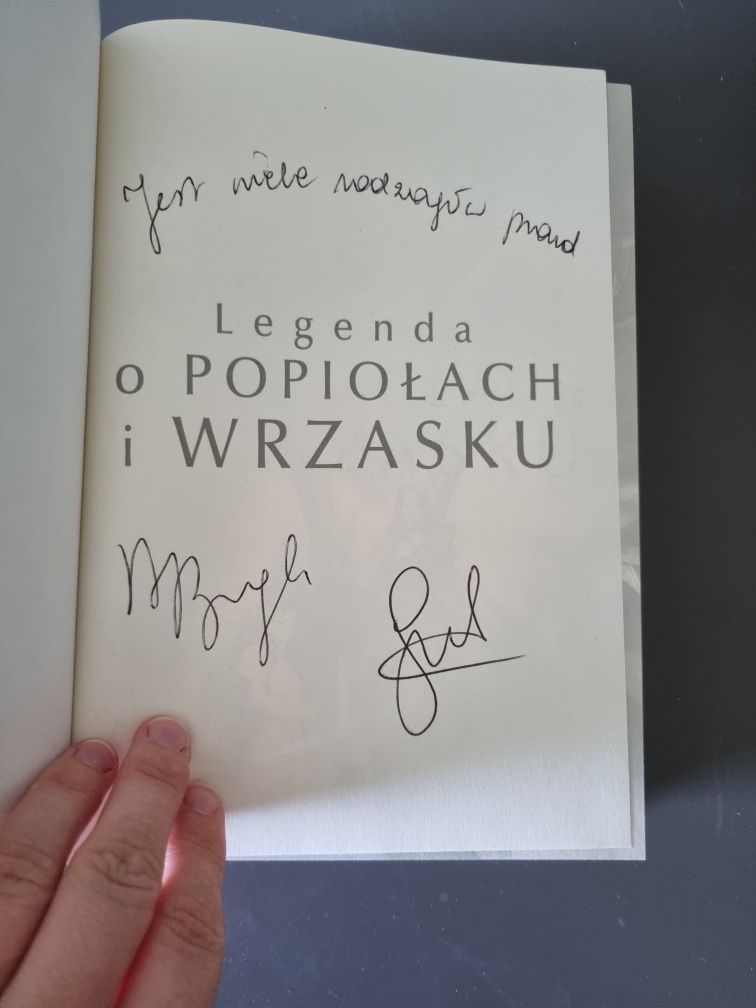 Jest wiele rodzajów prawd
Legenda
o POPIOŁACH
i WRZASKU